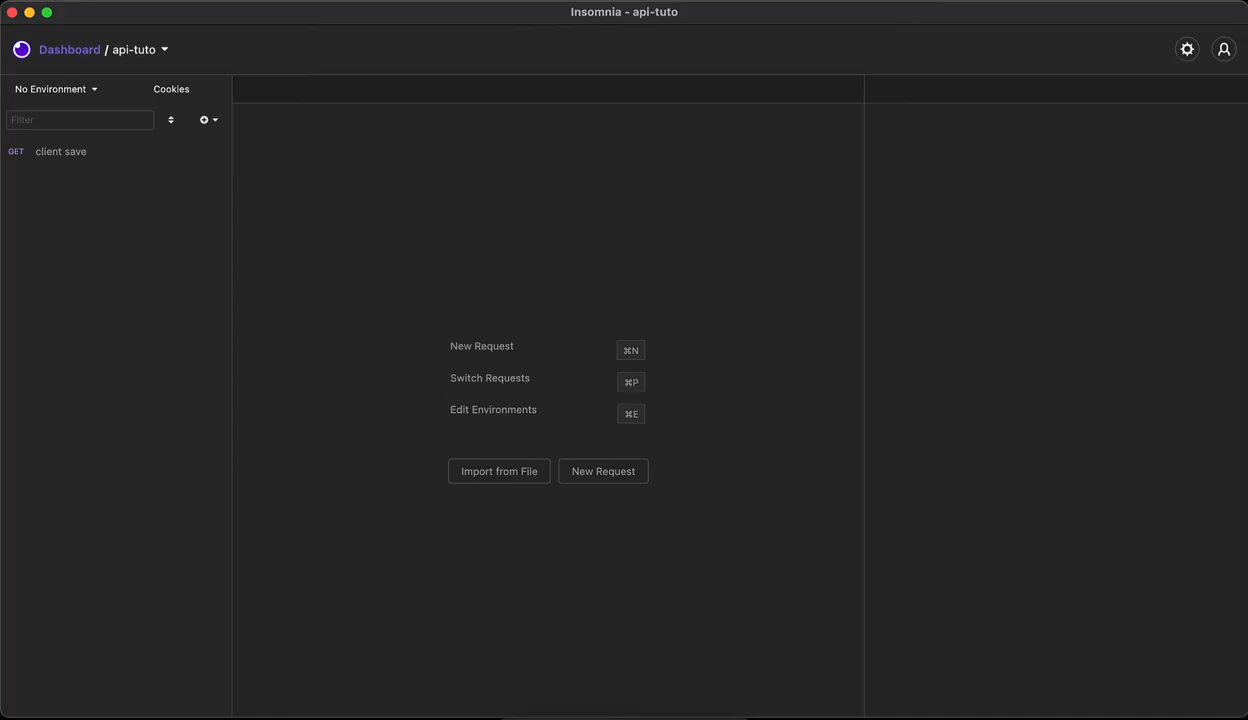 Insomnia - api-tuto
Dashboard / api-tuto
No Environment
Cookies
Filter
GET client save
New Request ⌘N
Switch Requests ⌘P
Edit Environments ⌘E
Import from File
New Request